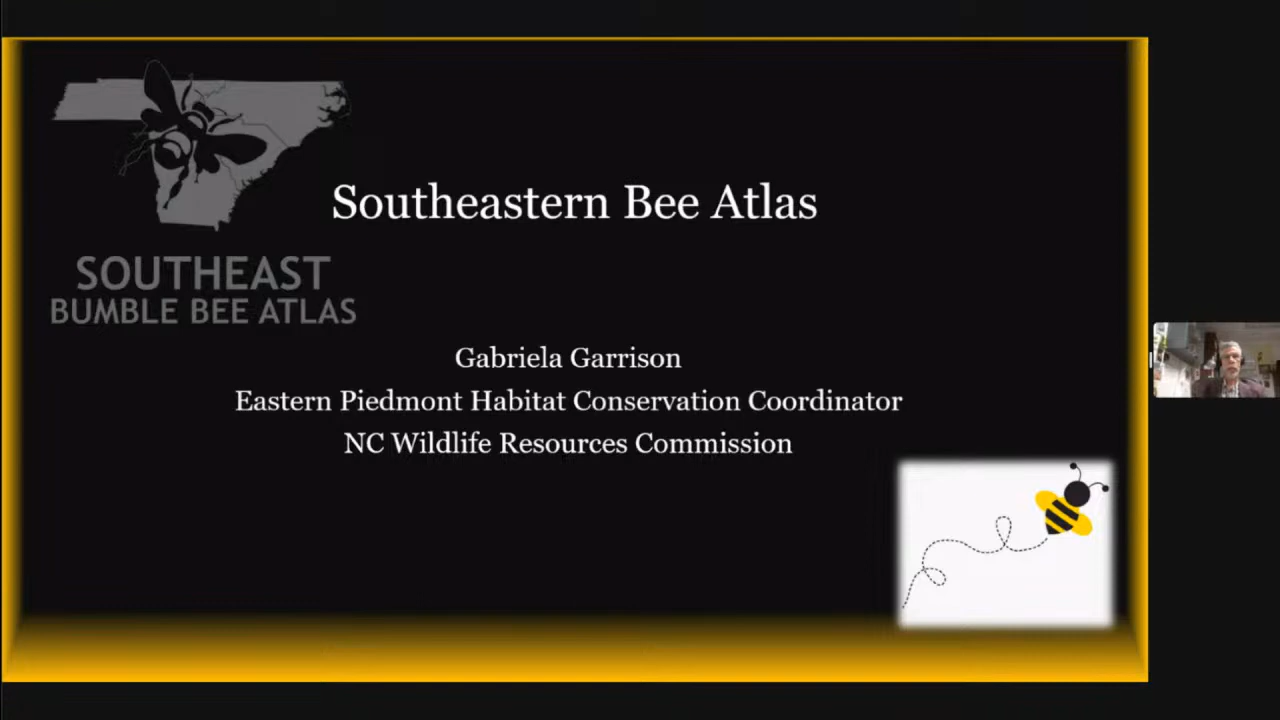 SOUTHEAST
BUMBLE BEE ATLAS
Southeastern Bee Atlas
Gabriela Garrison
Eastern Piedmont Habitat Conservation Coordinator
NC Wildlife Resources Commission